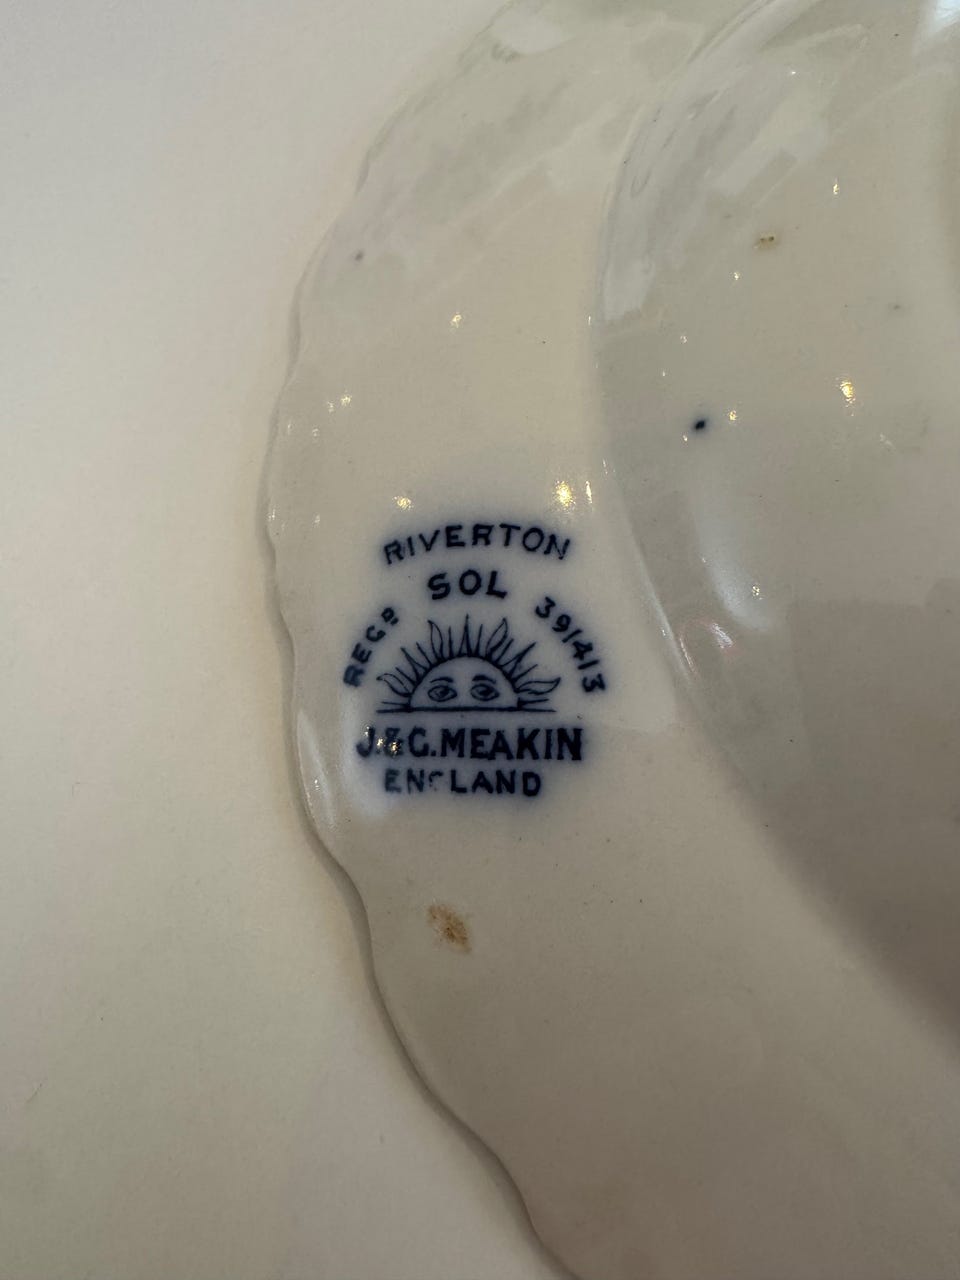 RIVERTON
SOL
REGD 391413
J.&G.MEAKIN
ENGLAND